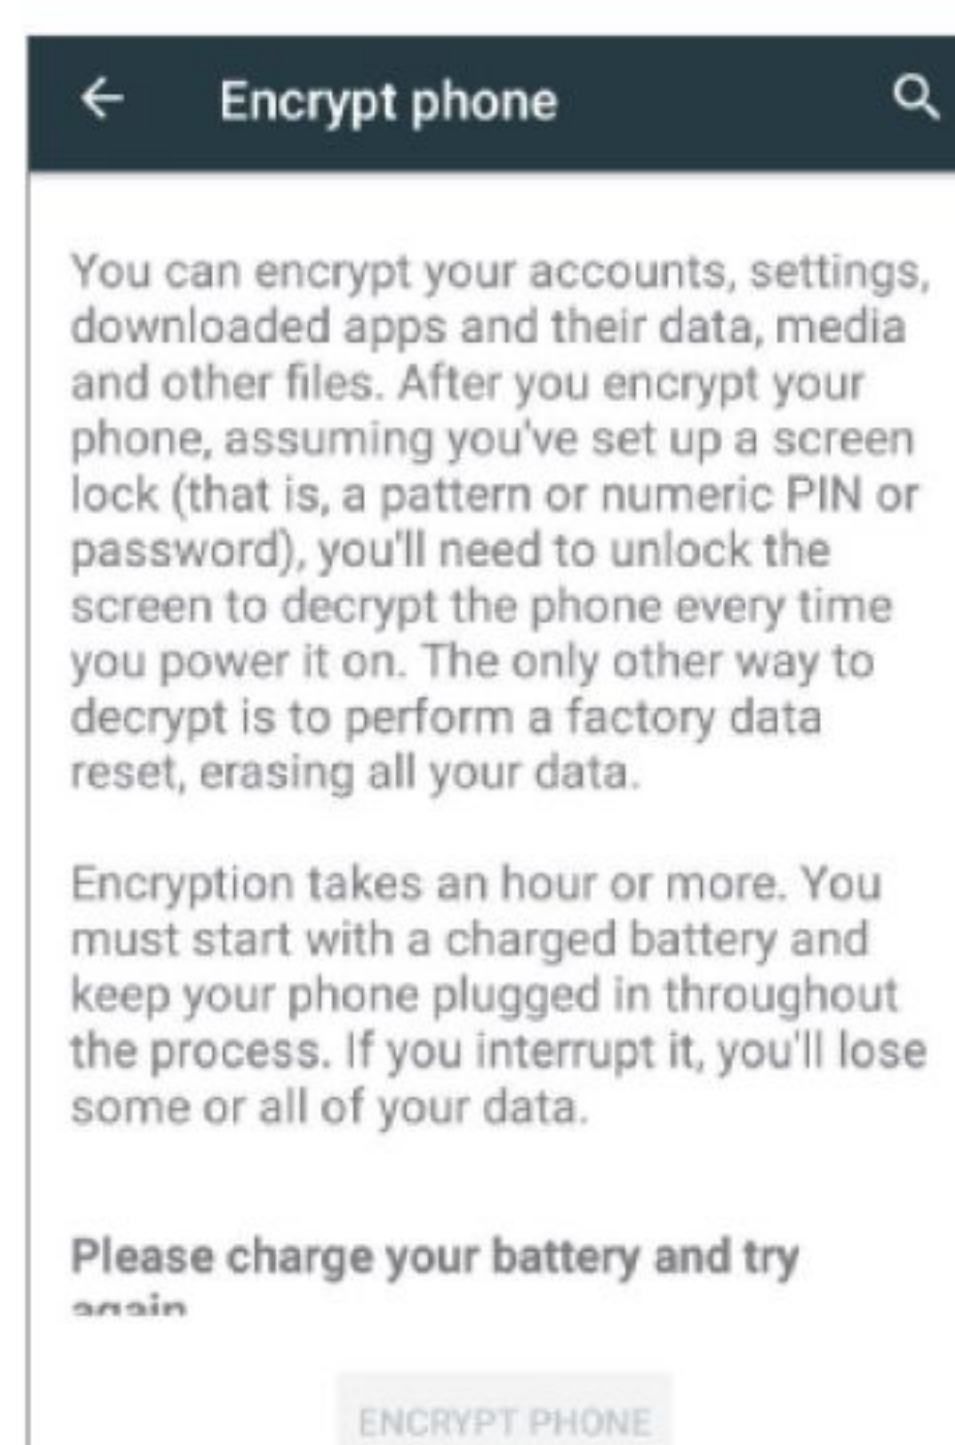 Encrypt phone
You can encrypt your accounts, settings,
downloaded apps and their data, media
and other files. After you encrypt your
phone, assuming you've set up a screen
lock (that is, a pattern or numeric PIN or
password), you'll need to unlock the
screen to decrypt the phone every time
you power it on. The only other way to
decrypt is to perform a factory data
reset, erasing all your data.
Encryption takes an hour or more. You
must start with a charged battery and
keep your phone plugged in throughout
the process. If you interrupt it, you'll lose
some or all of your data.
Please charge your battery and try
again
ENCRYPT PHONE